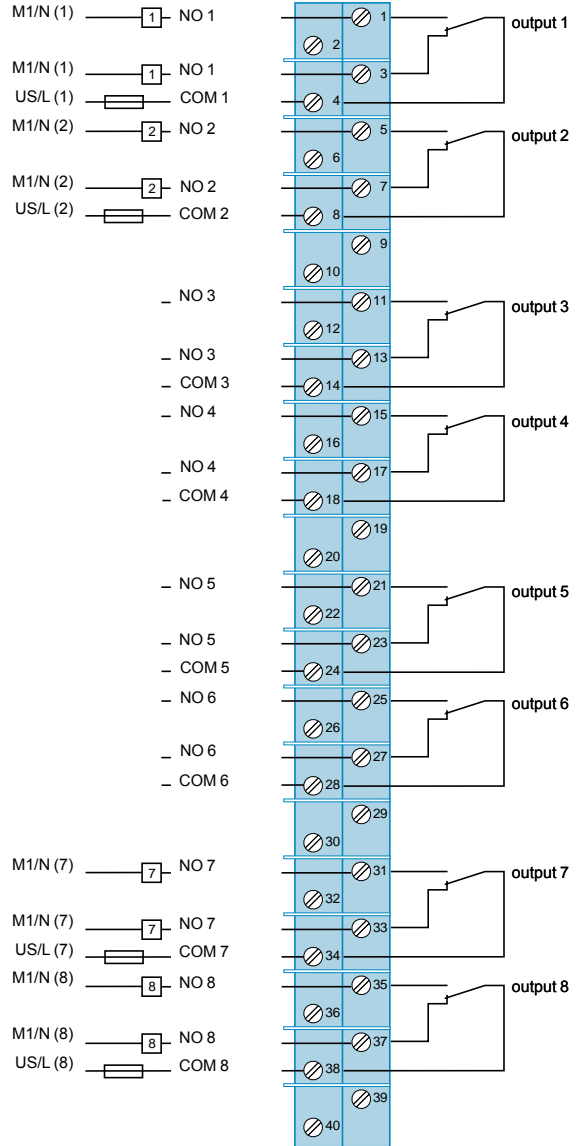 M1/N (1) 1 NO 1 1 output 1
2
M1/N (1) 1 NO 1 3
US/L (1) COM 1 4
M1/N (2) 2 NO 2 5 output 2
6
M1/N (2) 2 NO 2 7
US/L (2) COM 2 8
9
10
NO 3 11 output 3
12
NO 3 13
COM 3 14
NO 4 15 output 4
16
NO 4 17
COM 4 18
19
20
NO 5 21 output 5
22
NO 5 23
COM 5 24
NO 6 25 output 6
26
NO 6 27
COM 6 28
29
30
M1/N (7) 7 NO 7 31 output 7
32
M1/N (7) 7 NO 7 33
US/L (7) COM 7 34
M1/N (8) 8 NO 8 35 output 8
36
M1/N (8) 8 NO 8 37
US/L (8) COM 8 38
39
40